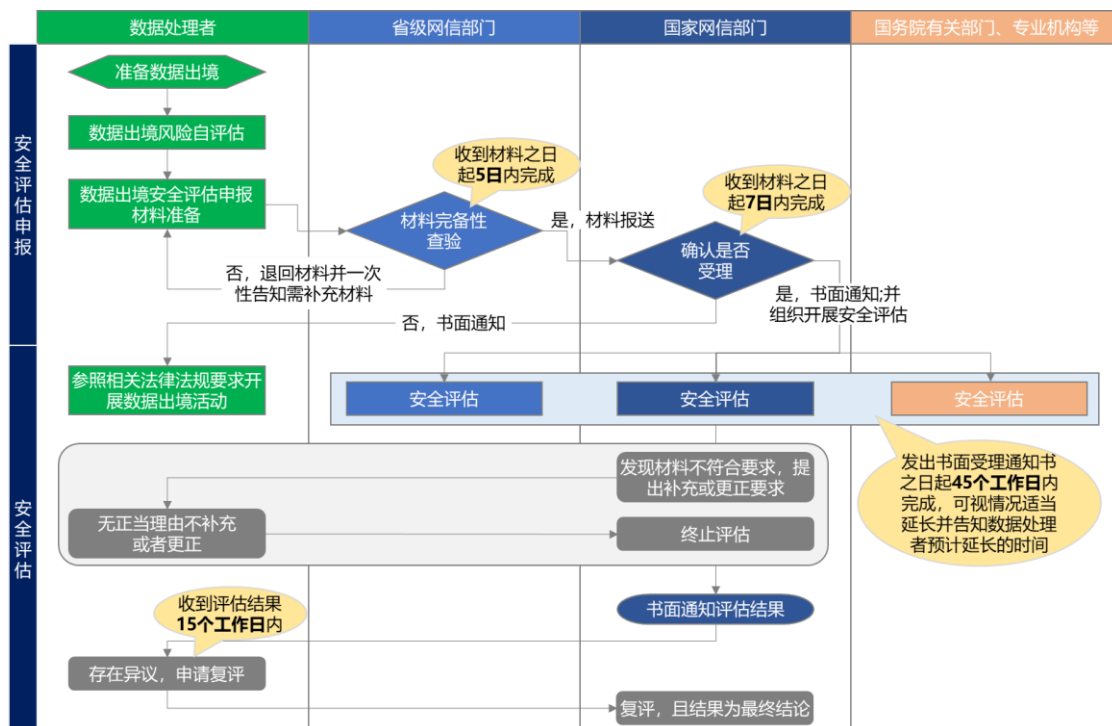 数据处理者
省级网信部门
国家网信部门
国务院有关部门、专业机构等
安全评估申报
准备数据出境
数据出境风险自评估
数据出境安全评估申报
材料准备
收到材料之日
起5日内完成
材料完备性
查验
是，材料报送
收到材料之日
起7日内完成
确认是否
受理
否，退回材料并一次
性告知需补充材料
是，书面通知;并
组织开展安全评估
否，书面通知
安全评估
参照相关法律法规要求开
展数据出境活动
安全评估
安全评估
安全评估
发出书面受理通知书
之日起45个工作日内
完成，可视情况适当
延长并告知数据处理
者预计延长的时间
发现材料不符合要求，提
出补充或更正要求
无正当理由不补充
或者更正
终止评估
书面通知评估结果
收到评估结果
15个工作日内
存在异议，申请复评
复评，且结果为最终结论